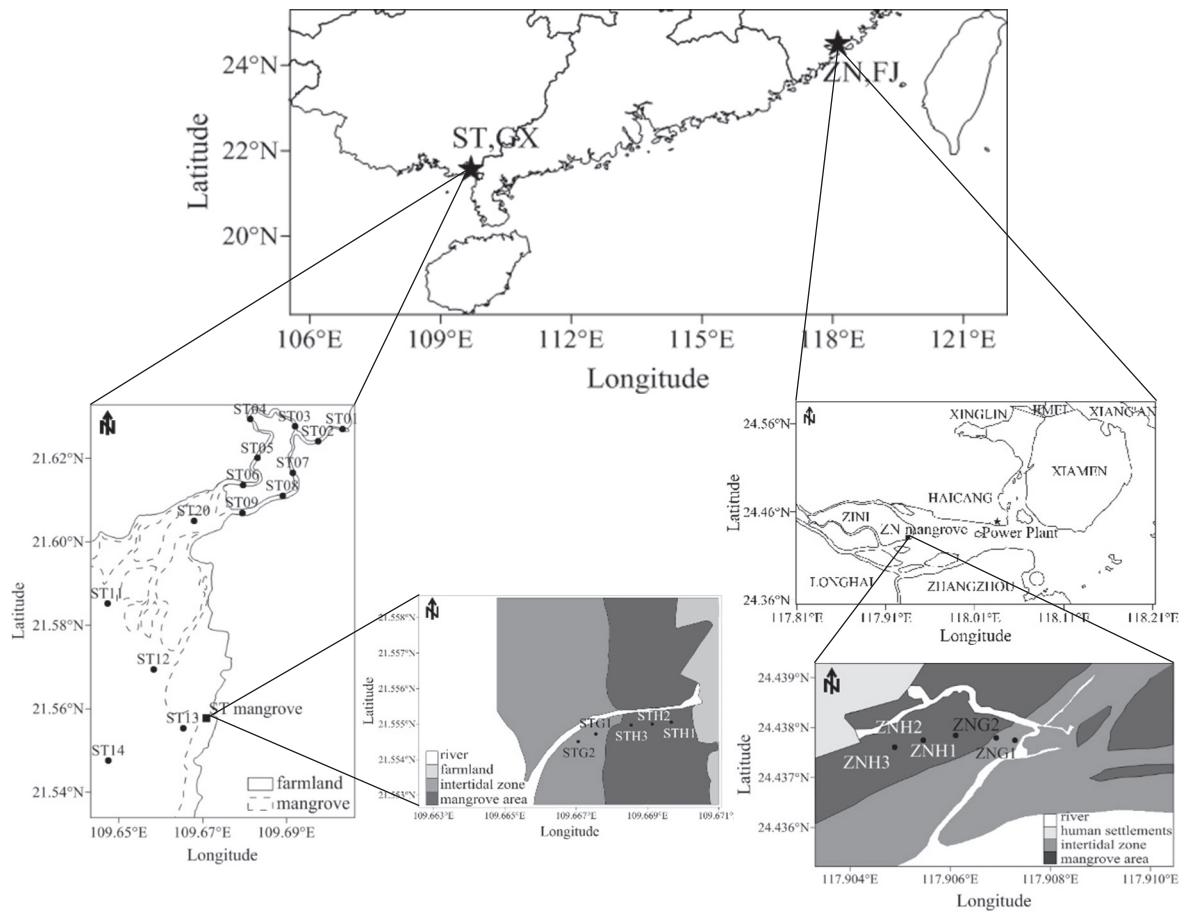 24°N
ZN,FJ
Latitude
ST,GX
22°N
20°N
106°E 109°E 112°E 115°E 118°E 121°E
Longitude
N
ST04 ST03 ST01
ST02
ST05
21.62°N
ST07
ST06
ST08
ST09
ST20
21.60°N
Latitude
ST11
21.58°N
ST12
21.56°N
ST mangrove
ST13
ST14
farmland
mangrove
21.54°N
109.65°E 109.67°E 109.69°E
Longitude
N
21.558°N
21.557°N
Latitude
21.556°N
21.555°N
STG1 STH2
STG2 STH3 STH1
21.554°N
21.553°N
river
farmland
intertidal zone
mangrove area
109.663°E 109.665°E 109.667°E 109.669°E 109.671°
Longitude
N
24.56°N
XINGLIN JIMEI XIANG'AN
XIAMEN
Latitude
HAICANG
24.46°N
ZINI
ZN mangrove Power Plant
LONGHAI ZHANGZHOU
24.36°N
117.81°E 117.91°E 118.01°E 118.11°E 118.21°E
Longitude
N
24.439°N
Latitude
24.438°N
ZNH2 ZNG2
ZNH1 ZNG1
ZNH3
24.437°N
24.436°N
river
human settlements
intertidal zone
mangrove area
117.904°E 117.906°E 117.908°E 117.910°E
Longitude